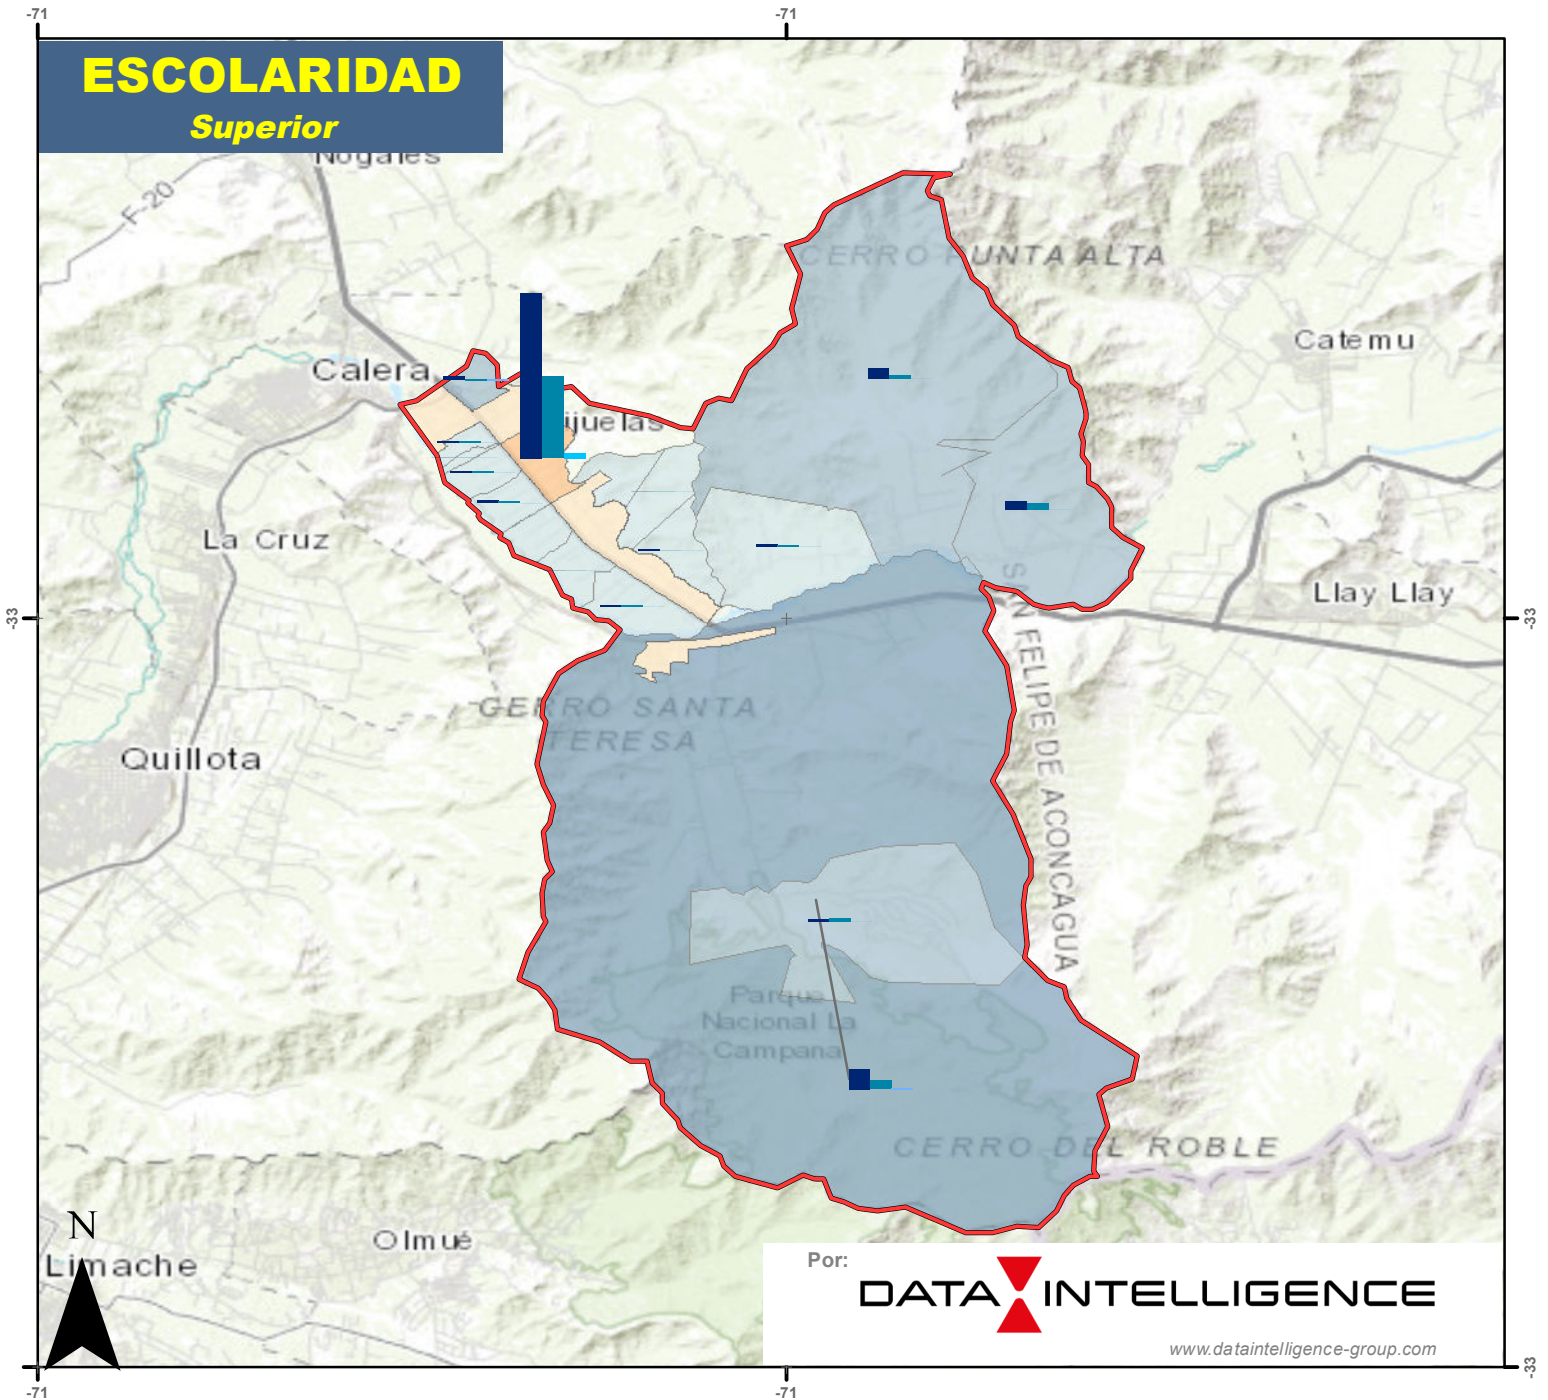 -71
-71
ESCOLARIDAD
Superior
Nogales
F-20
CERRO PUNTA ALTA
Catemu
Calera
ijuelas
La Cruz
Llay Llay
-33
-33
SAN FELIPE DE ACONCAGUA
CERRO SANTA
TERESA
Quillota
Parque
Nacional La
Campana
CERRO DEL ROBLE
N
Olmué
Limache
Por:
DATA INTELLIGENCE
www.dataintelligence-group.com
-33
-71
-71